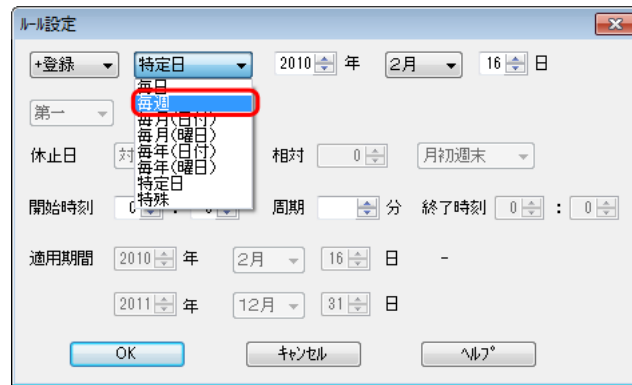 ルール設定
+登録 特定日 2010 年 2月 16 日
毎日
毎週
第一
毎月(日付)
毎月(曜日)
休止日 対 毎年(日付) 相対 0 月初週末
毎年(曜日)
特定日
特殊
開始時刻 0 : 0 周期 分 終了時刻 0 : 0
適用期間 2010 年 2月 16 日 -
2011 年 12月 31 日
OK キャンセル ヘルプ